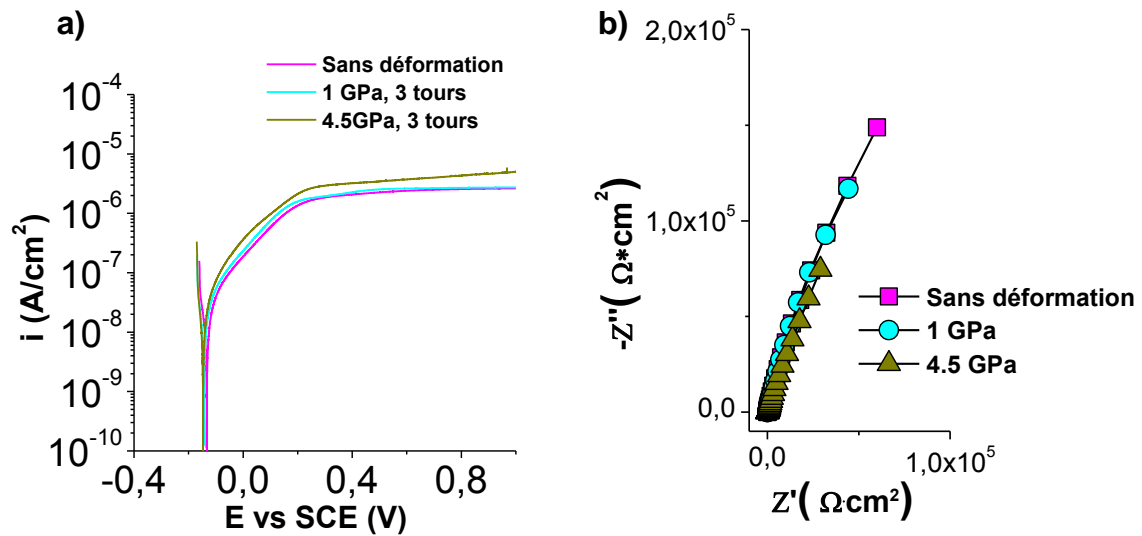 a)
Sans déformation
1 GPa, 3 tours
4.5GPa, 3 tours
10⁻⁴
10⁻⁵
10⁻⁶
10⁻⁷
10⁻⁸
10⁻⁹
10⁻¹⁰
i (A/cm²)
-0,4 0,0 0,4 0,8
E vs SCE (V)
b)
2,0x10⁵
1,0x10⁵
0,0
-Z''( Ω*cm²)
Sans déformation
1 GPa
4.5 GPa
0,0 1,0x10⁵
Z'( Ω·cm²)